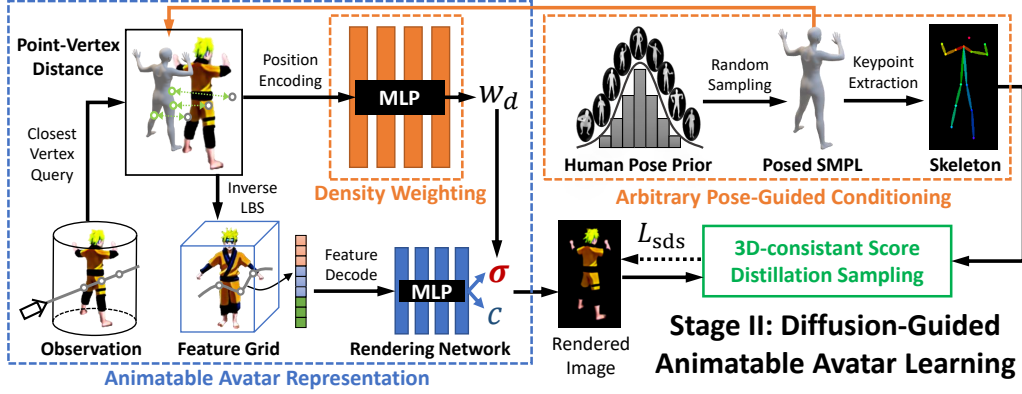 Point-Vertex
Distance
Position
Encoding
MLP
w_d
Density Weighting
Closest
Vertex
Query
Inverse
LBS
Observation
Feature Grid
Feature
Decode
MLP
σ
c
Rendering Network
Animatable Avatar Representation
Human Pose Prior
Random
Sampling
Posed SMPL
Keypoint
Extraction
Skeleton
Arbitrary Pose-Guided Conditioning
L_sds
3D-consistant Score
Distillation Sampling
Rendered
Image
Stage II: Diffusion-Guided
Animatable Avatar Learning